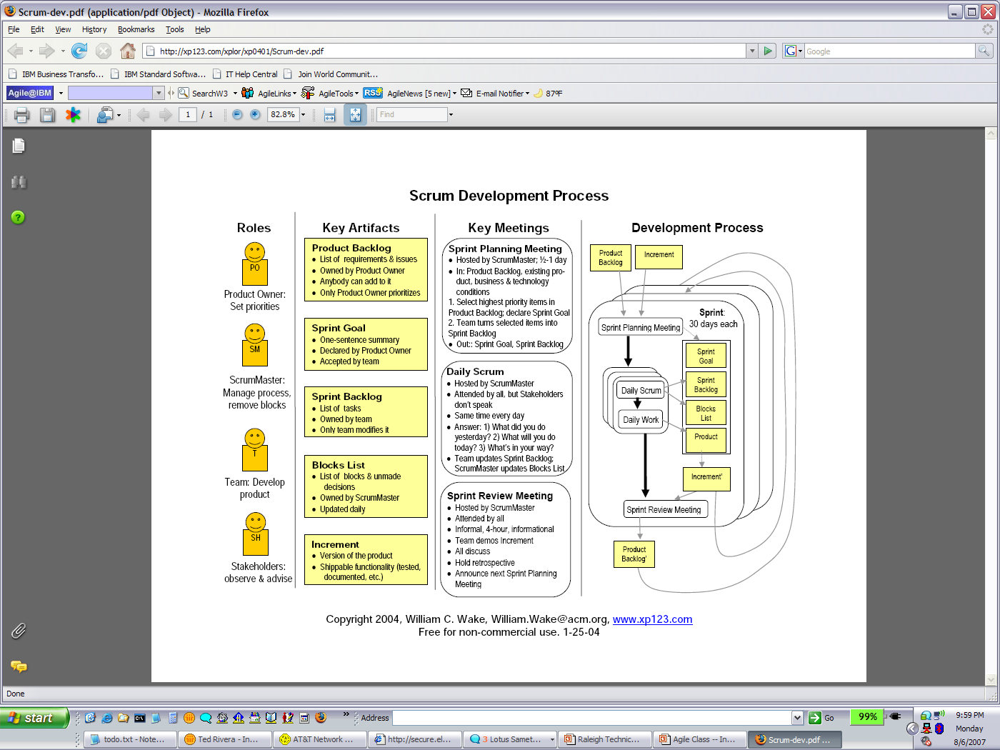 Scrum-dev.pdf (application/pdf Object) - Mozilla Firefox
File Edit View History Bookmarks Tools Help
http://xp123.com/xplor/xp0401/Scrum-dev.pdf
G Google
IBM Business Transfo... IBM Standard Softwa... IT Help Central Join World Communit...
Agile@IBM SearchW3 AgileLinks AgileTools RSS AgileNews [5 new] E-mail Notifier 87ºF
1 / 1 82.8% Find
Scrum Development Process
Roles
PO
Product Owner:
Set priorities
SM
ScrumMaster:
Manage process,
remove blocks
T
Team: Develop
product
SH
Stakeholders:
observe & advise
Key Artifacts
Product Backlog
• List of requirements & issues
• Owned by Product Owner
• Anybody can add to it
• Only Product Owner prioritizes
Sprint Goal
• One-sentence summary
• Declared by Product Owner
• Accepted by team
Sprint Backlog
• List of tasks
• Owned by team
• Only team modifies it
Blocks List
• List of blocks & unmade
decisions
• Owned by ScrumMaster
• Updated daily
Increment
• Version of the product
• Shippable functionality (tested,
documented, etc.)
Key Meetings
Sprint Planning Meeting
• Hosted by ScrumMaster; ½-1 day
• In: Product Backlog, existing pro-
duct, business & technology
conditions
1. Select highest priority items in
Product Backlog; declare Sprint Goal
2. Team turns selected items into
Sprint Backlog
• Out:: Sprint Goal, Sprint Backlog
Daily Scrum
• Hosted by ScrumMaster
• Attended by all, but Stakeholders
don't speak
• Same time every day
• Answer: 1) What did you do
yesterday? 2) What will you do
today? 3) What's in your way?
• Team updates Sprint Backlog;
ScrumMaster updates Blocks List
Sprint Review Meeting
• Hosted by ScrumMaster
• Attended by all
• Informal, 4-hour, informational
• Team demos Increment
• All discuss
• Hold retrospective
• Announce next Sprint Planning
Meeting
Development Process
Product
Backlog
Increment
Sprint:
30 days each
Sprint Planning Meeting
Sprint
Goal
Sprint
Backlog
Daily Scrum
Blocks
List
Daily Work
Product
Increment'
Sprint Review Meeting
Product
Backlog'
Copyright 2004, William C. Wake, William.Wake@acm.org, www.xp123.com
Free for non-commercial use. 1-25-04
Done
start » Address Go 99% 9:59 PM
Monday
todo.txt - Note... Ted Rivera - In... AT&T Network ... http://secure.el... 3 Lotus Samet... Raleigh Technic... Agile Class -- In... Scrum-dev.pdf ... 8/6/2007